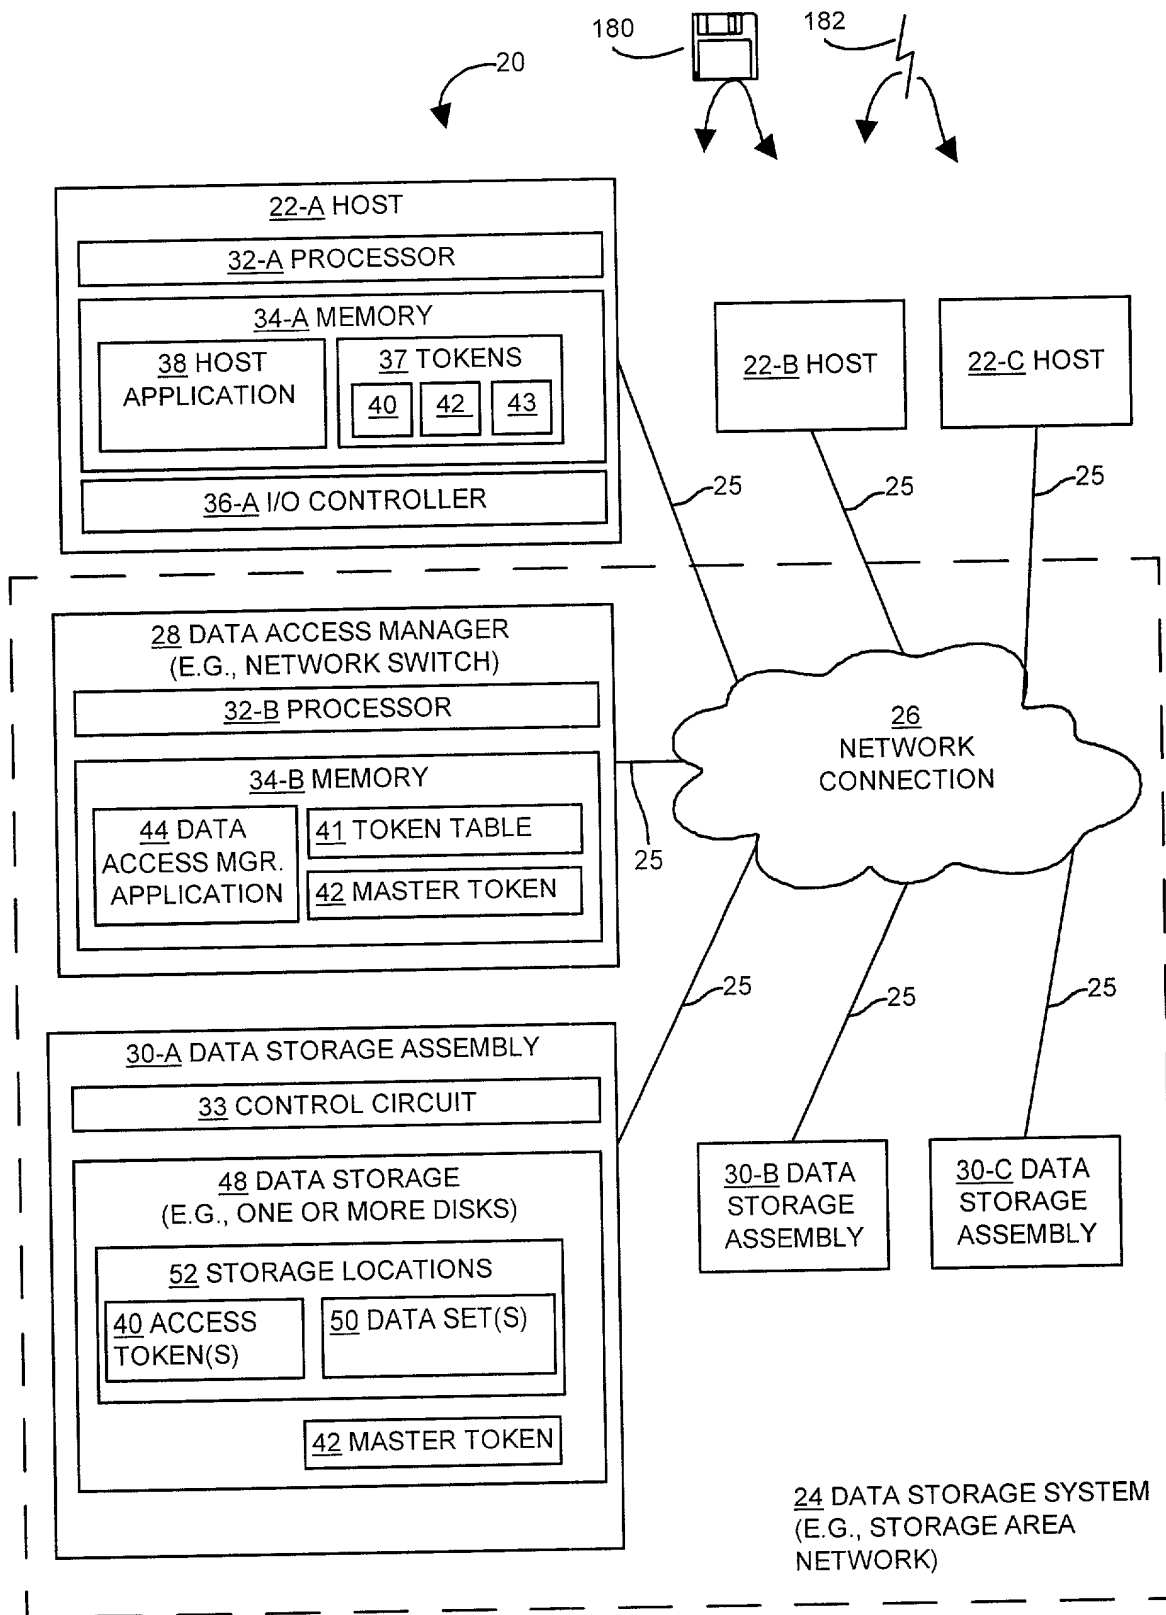 180
182
20
22-A HOST
32-A PROCESSOR
34-A MEMORY
38 HOST
APPLICATION
37 TOKENS
40
42
43
36-A I/O CONTROLLER
22-B HOST
22-C HOST
25
25
25
28 DATA ACCESS MANAGER
(E.G., NETWORK SWITCH)
32-B PROCESSOR
34-B MEMORY
44 DATA
ACCESS MGR.
APPLICATION
41 TOKEN TABLE
42 MASTER TOKEN
25
26
NETWORK
CONNECTION
25
25
25
30-A DATA STORAGE ASSEMBLY
33 CONTROL CIRCUIT
48 DATA STORAGE
(E.G., ONE OR MORE DISKS)
52 STORAGE LOCATIONS
40 ACCESS
TOKEN(S)
50 DATA SET(S)
42 MASTER TOKEN
30-B DATA
STORAGE
ASSEMBLY
30-C DATA
STORAGE
ASSEMBLY
24 DATA STORAGE SYSTEM
(E.G., STORAGE AREA
NETWORK)